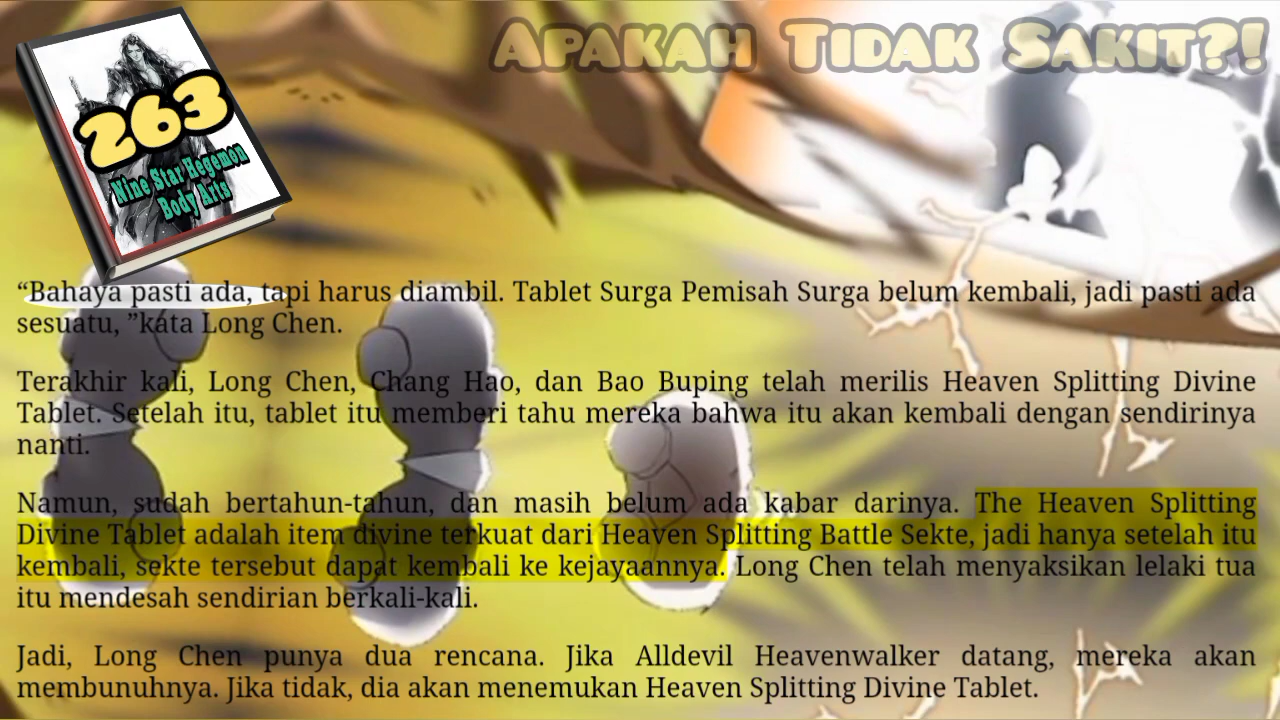 APAKAH TIDAK SAKIT?!
263
Nine Star Hegemon
Body Arts
“Bahaya pasti ada, tapi harus diambil. Tablet Surga Pemisah Surga belum kembali, jadi pasti ada
sesuatu, ”kata Long Chen.
Terakhir kali, Long Chen, Chang Hao, dan Bao Buping telah merilis Heaven Splitting Divine
Tablet. Setelah itu, tablet itu memberi tahu mereka bahwa itu akan kembali dengan sendirinya
nanti.
Namun, sudah bertahun-tahun, dan masih belum ada kabar darinya. The Heaven Splitting
Divine Tablet adalah item divine terkuat dari Heaven Splitting Battle Sekte, jadi hanya setelah itu
kembali, sekte tersebut dapat kembali ke kejayaannya. Long Chen telah menyaksikan lelaki tua
itu mendesah sendirian berkali-kali.
Jadi, Long Chen punya dua rencana. Jika Alldevil Heavenwalker datang, mereka akan
membunuhnya. Jika tidak, dia akan menemukan Heaven Splitting Divine Tablet.